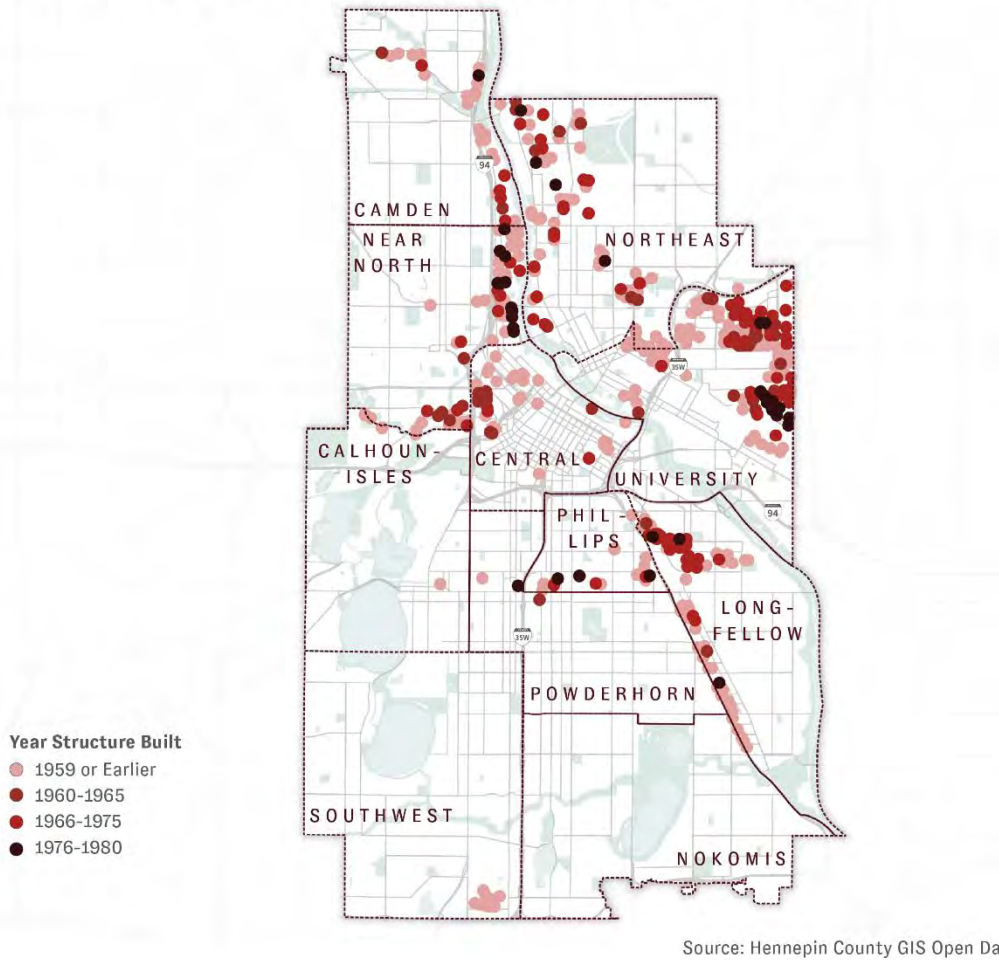 94
CAMDEN
NEAR
NORTH
NORTHEAST
35W
CALHOUN-
ISLES
CENTRAL
UNIVERSITY
94
PHIL-
LIPS
LONG-
FELLOW
35W
POWDERHORN
Year Structure Built
1959 or Earlier
1960-1965
1966-1975
1976-1980
SOUTHWEST
NOKOMIS
Source: Hennepin County GIS Open Da